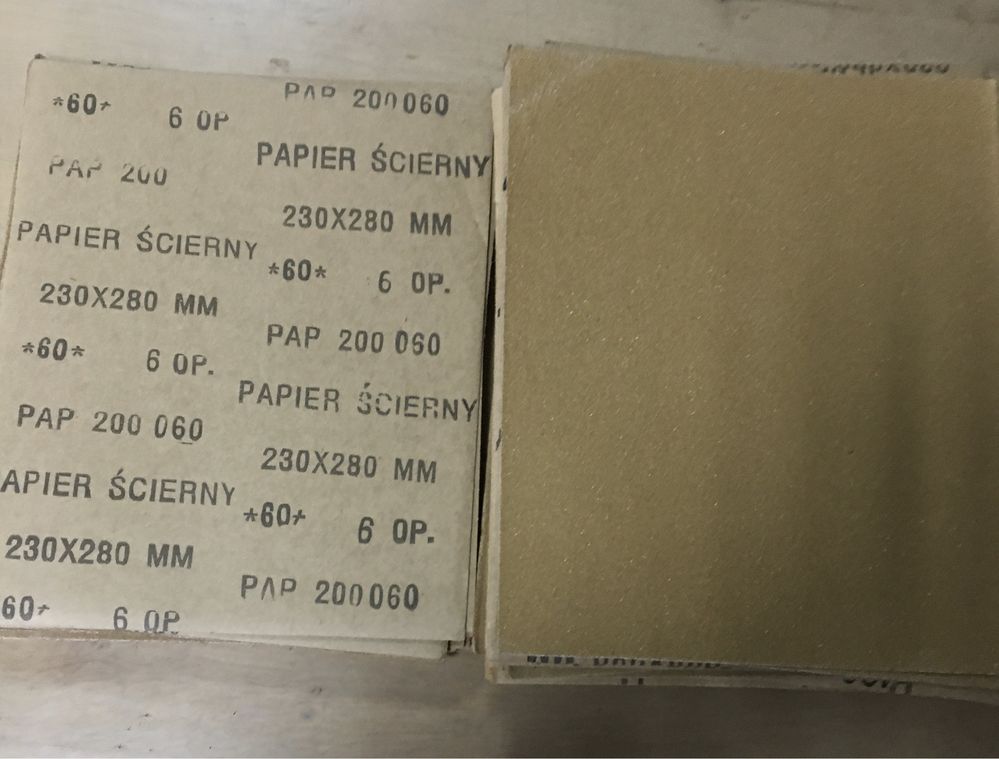 PAP 200060
*60* 6 OP
PAPIER ŚCIERNY
PAP 200
230X280 MM
PAPIER ŚCIERNY
*60* 6 OP.
230X280 MM
PAP 200 060
*60* 6 OP.
PAPIER ŚCIERNY
PAP 200 060
230X280 MM
APIER ŚCIERNY
*60* 6 OP.
230X280 MM
PAP 200060
60* 6 OP